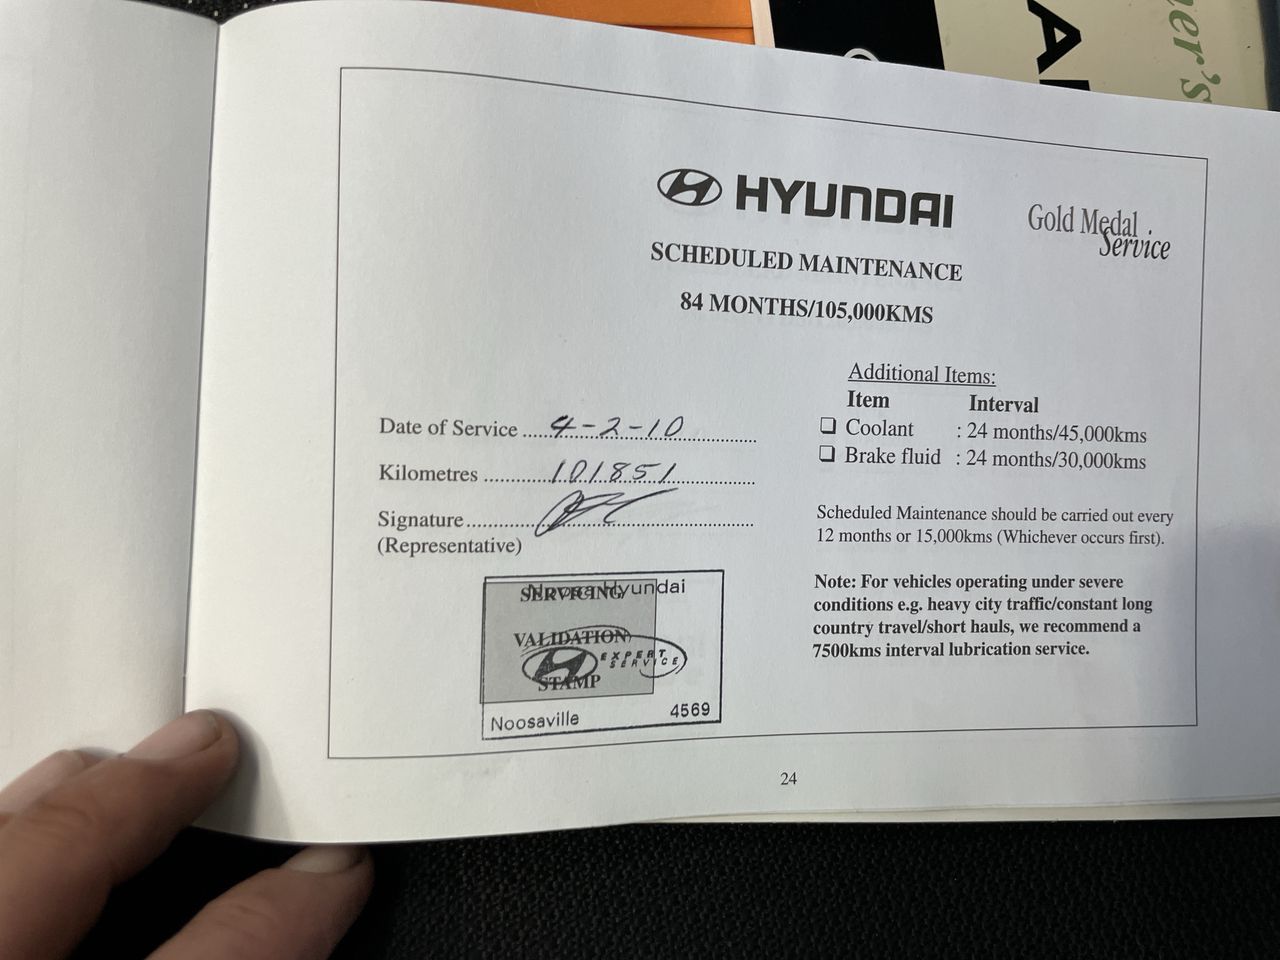 AL
ner's
HYUNDAI
Gold Medal
Service
SCHEDULED MAINTENANCE
84 MONTHS/105,000KMS
Date of Service 4-2-10
Kilometres 101851
Signature
(Representative)
Noosa Hyundai
SERVICING
VALIDATION
EXPERT
SERVICE
STAMP
Noosaville 4569
Additional Items:
Item Interval
Coolant : 24 months/45,000kms
Brake fluid : 24 months/30,000kms
Scheduled Maintenance should be carried out every
12 months or 15,000kms (Whichever occurs first).
Note: For vehicles operating under severe
conditions e.g. heavy city traffic/constant long
country travel/short hauls, we recommend a
7500kms interval lubrication service.
24